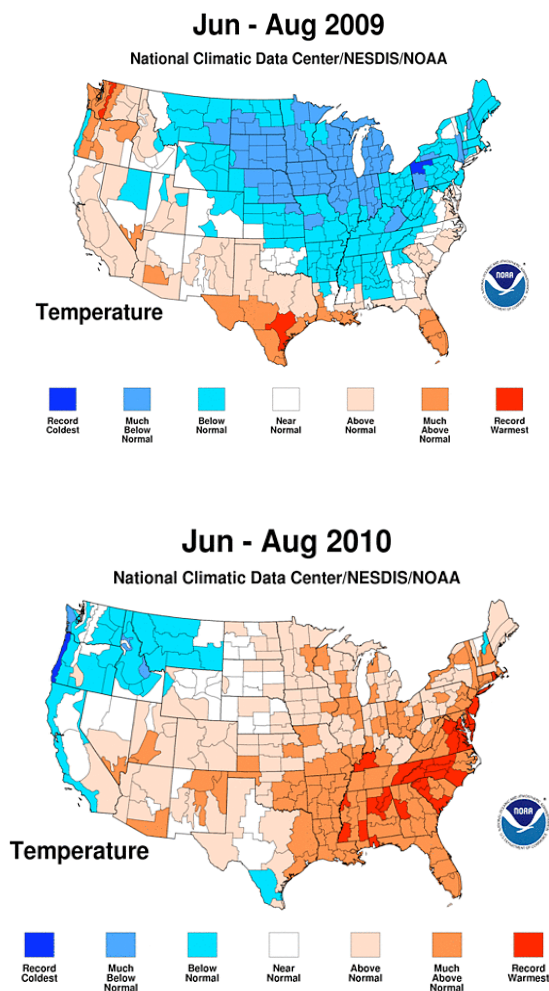 Jun - Aug 2009
National Climatic Data Center/NESDIS/NOAA
NOAA
Temperature
Record Coldest
Much Below Normal
Below Normal
Near Normal
Above Normal
Much Above Normal
Record Warmest
Jun - Aug 2010
National Climatic Data Center/NESDIS/NOAA
NOAA
Temperature
Record Coldest
Much Below Normal
Below Normal
Near Normal
Above Normal
Much Above Normal
Record Warmest